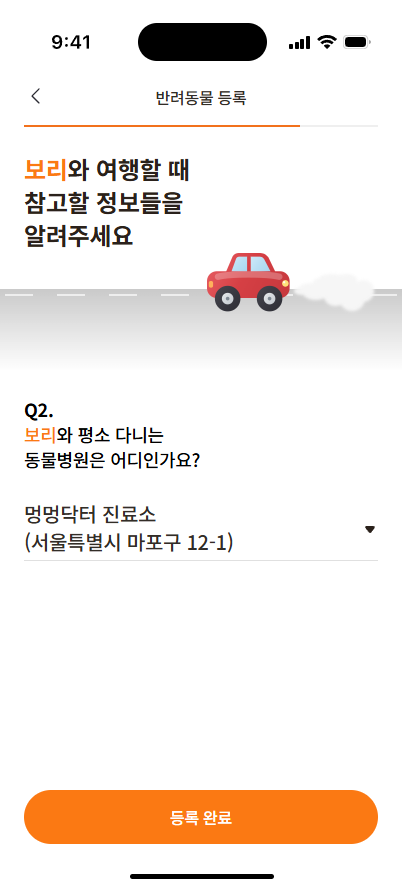 9:41
반려동물 등록
보리와 여행할 때
참고할 정보들을
알려주세요
Q2.
보리와 평소 다니는
동물병원은 어디인가요?
멍멍닥터 진료소
(서울특별시 마포구 12-1)
등록 완료